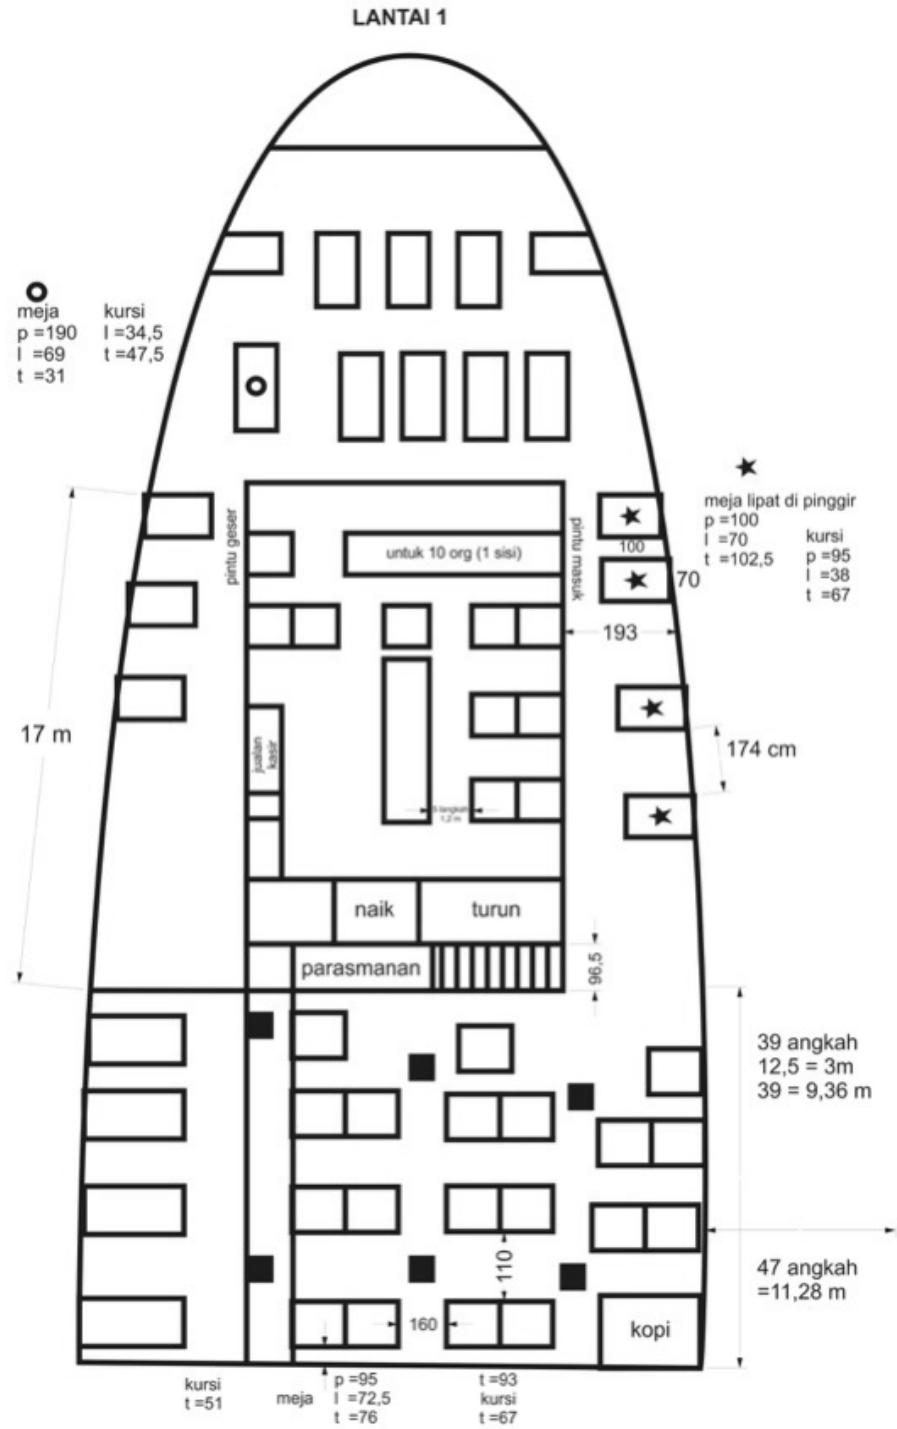 LANTAI 1
meja kursi
p =190 l =34,5
l =69 t =47,5
t =31
meja lipat di pinggir
p =100
l =70 kursi
t =102,5 p =95
l =38
t =67
pintu geser
untuk 10 org (1 sisi)
pintu masuk
100
70
193
17 m
jualan
kasir
174 cm
langkah
1,2 m
naik
turun
parasmanan
96,5
39 angkah
12,5 = 3m
39 = 9,36 m
110
47 angkah
=11,28 m
160
kopi
kursi
t =51
meja
p =95
l =72,5
t =76
t =93
kursi
t =67